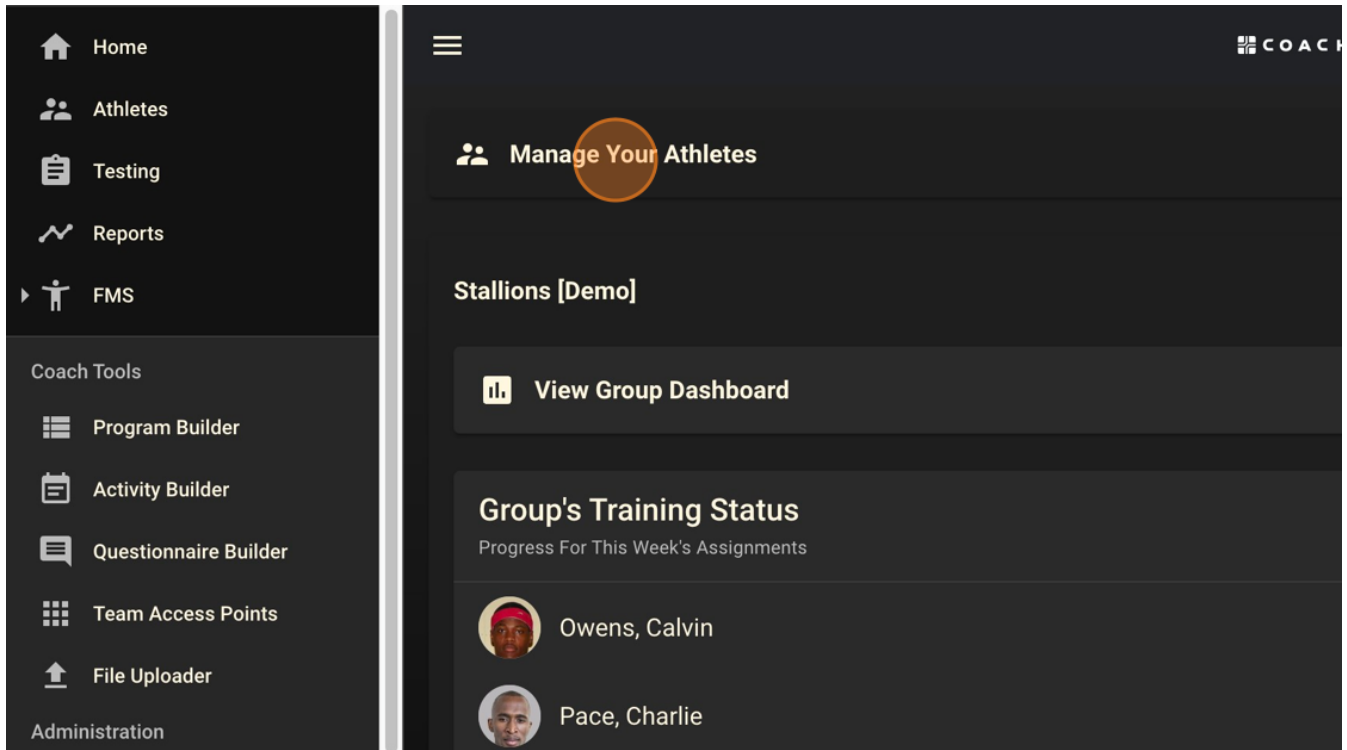 Home
Athletes
Testing
Reports
FMS
Coach Tools
Program Builder
Activity Builder
Questionnaire Builder
Team Access Points
File Uploader
Administration
COACH
Manage Your Athletes
Stallions [Demo]
View Group Dashboard
Group's Training Status
Progress For This Week's Assignments
Owens, Calvin
Pace, Charlie